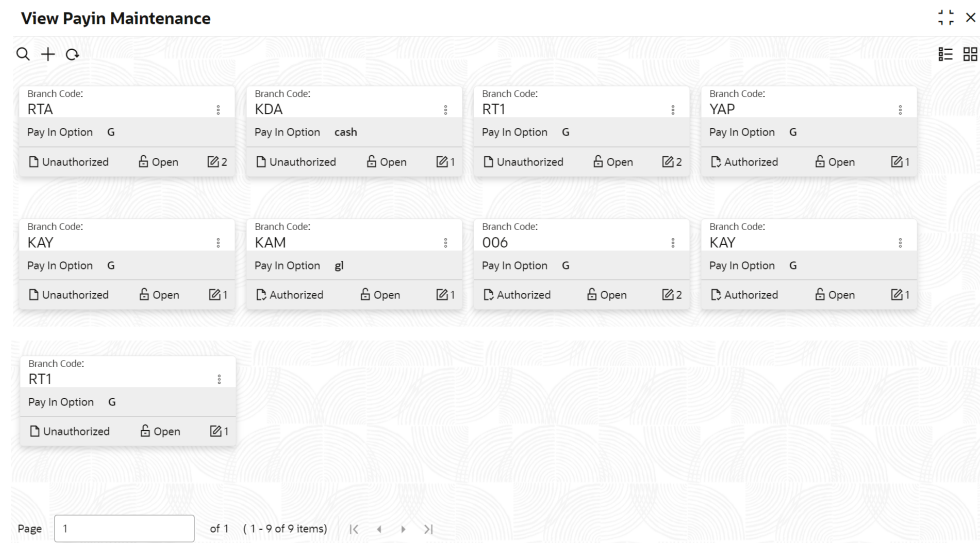 View Payin Maintenance
Branch Code: Branch Code: Branch Code: Branch Code:
RTA KDA RT1 YAP
Pay In Option G Pay In Option cash Pay In Option G Pay In Option G
Unauthorized Open 2 Unauthorized Open 1 Unauthorized Open 2 Authorized Open 1
Branch Code: Branch Code: Branch Code: Branch Code:
KAY KAM 006 KAY
Pay In Option G Pay In Option gl Pay In Option G Pay In Option G
Unauthorized Open 1 Authorized Open 1 Authorized Open 2 Authorized Open 1
Branch Code:
RT1
Pay In Option G
Unauthorized Open 1
Page 1 of 1 ( 1 - 9 of 9 items)